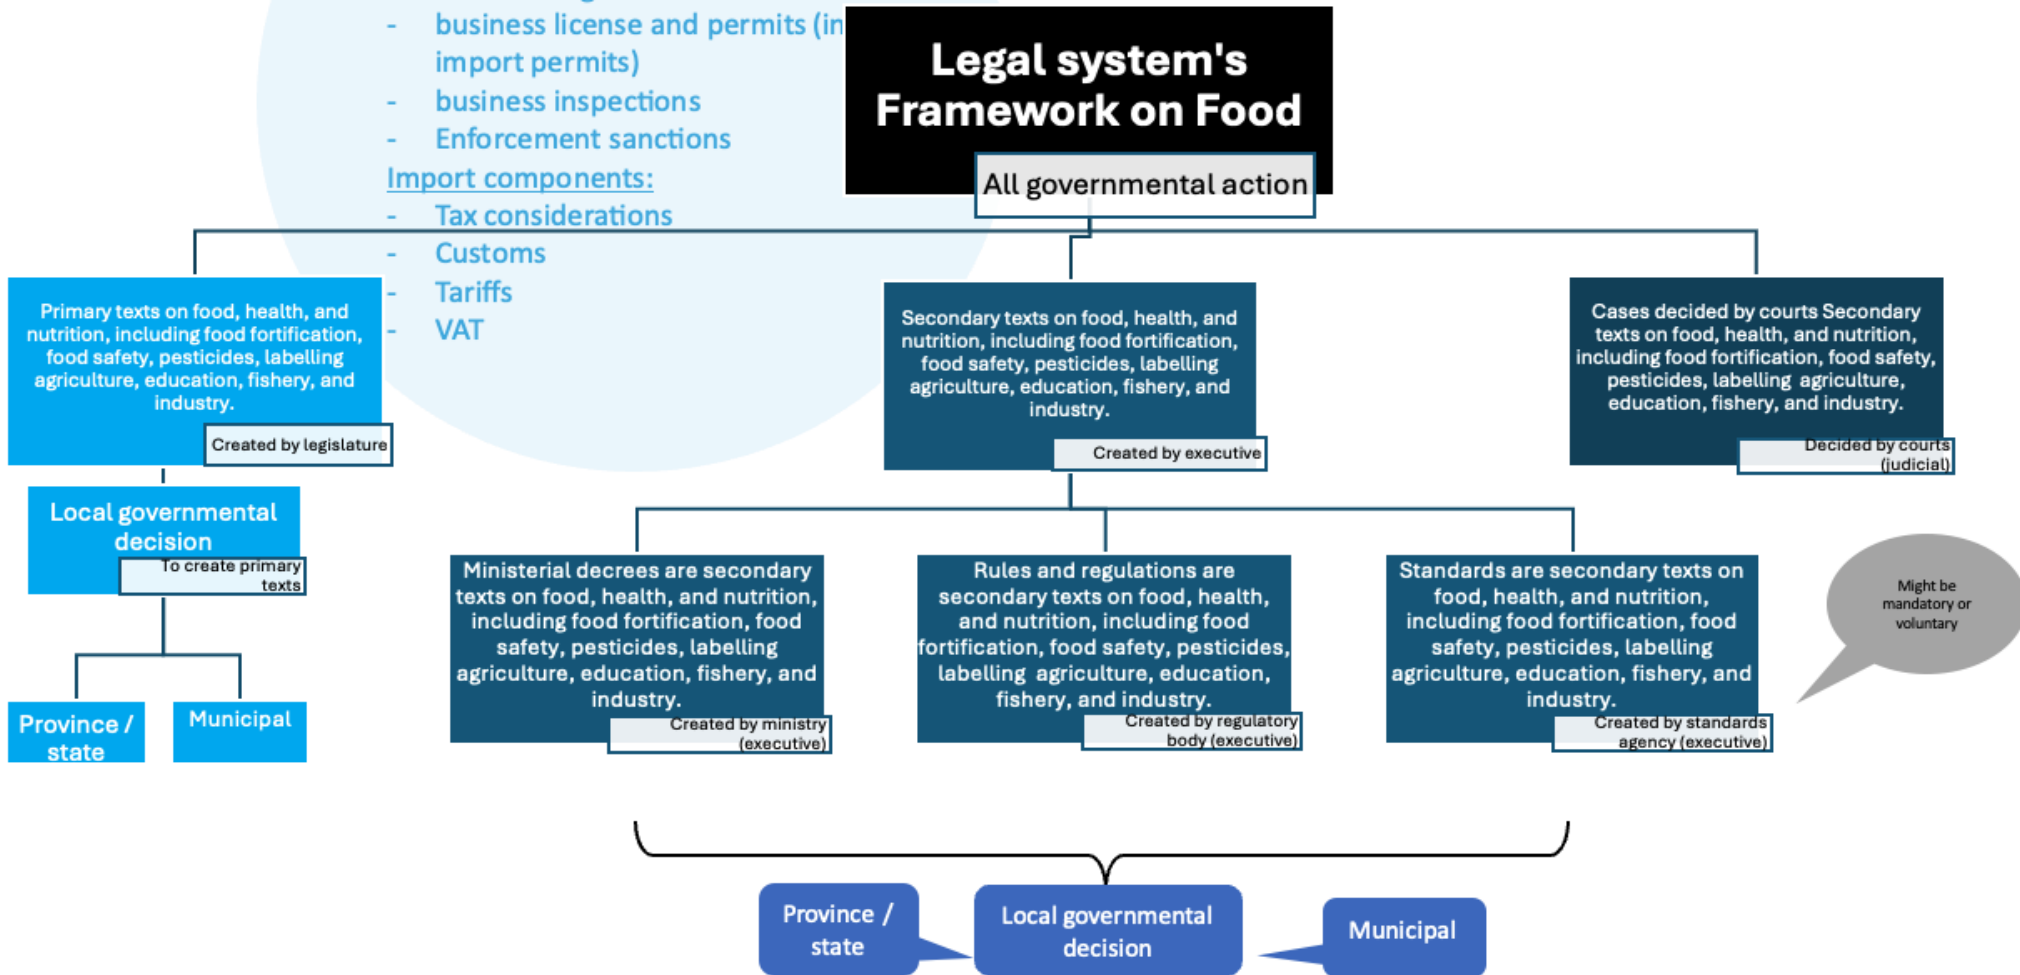 - business license and permits (in
import permits)
- business inspections
- Enforcement sanctions
Import components:
- Tax considerations
- Customs
- Tariffs
- VAT
Legal system's
Framework on Food
All governmental action
Primary texts on food, health, and
nutrition, including food fortification,
food safety, pesticides, labelling
agriculture, education, fishery, and
industry.
Created by legislature
Secondary texts on food, health, and
nutrition, including food fortification,
food safety, pesticides, labelling
agriculture, education, fishery, and
industry.
Created by executive
Cases decided by courts Secondary
texts on food, health, and nutrition,
including food fortification, food safety,
pesticides, labelling agriculture,
education, fishery, and industry.
Decided by courts
(judicial)
Local governmental
decision
To create primary
texts
Province /
state
Municipal
Ministerial decrees are secondary
texts on food, health, and nutrition,
including food fortification, food
safety, pesticides, labelling
agriculture, education, fishery, and
industry.
Created by ministry
(executive)
Rules and regulations are
secondary texts on food, health,
and nutrition, including food
fortification, food safety, pesticides,
labelling agriculture, education,
fishery, and industry.
Created by regulatory
body (executive)
Standards are secondary texts on
food, health, and nutrition,
including food fortification, food
safety, pesticides, labelling
agriculture, education, fishery, and
industry.
Created by standards
agency (executive)
Might be
mandatory or
voluntary
Province /
state
Local governmental
decision
Municipal